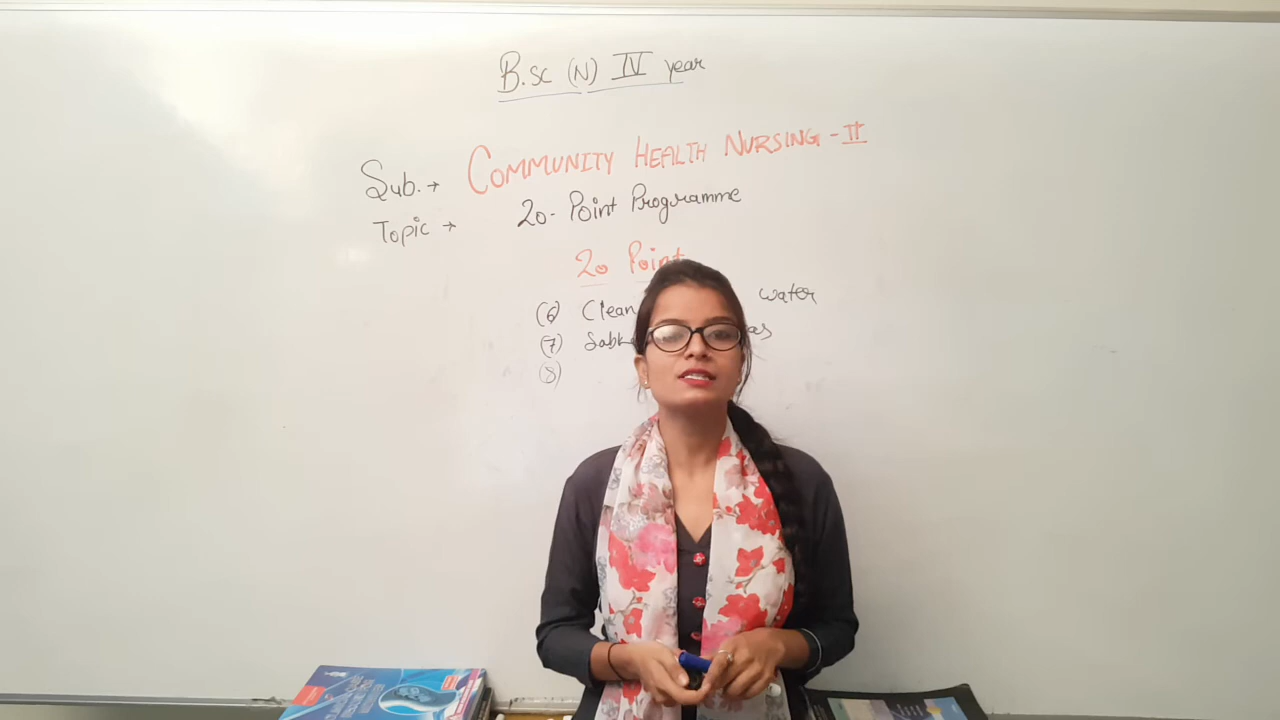 B.sc (N) IV year
Sub. → COMMUNITY HEALTH NURSING - II
Topic → 20- Point Programme
20 Point
(6) Clean water
(7)
(8)